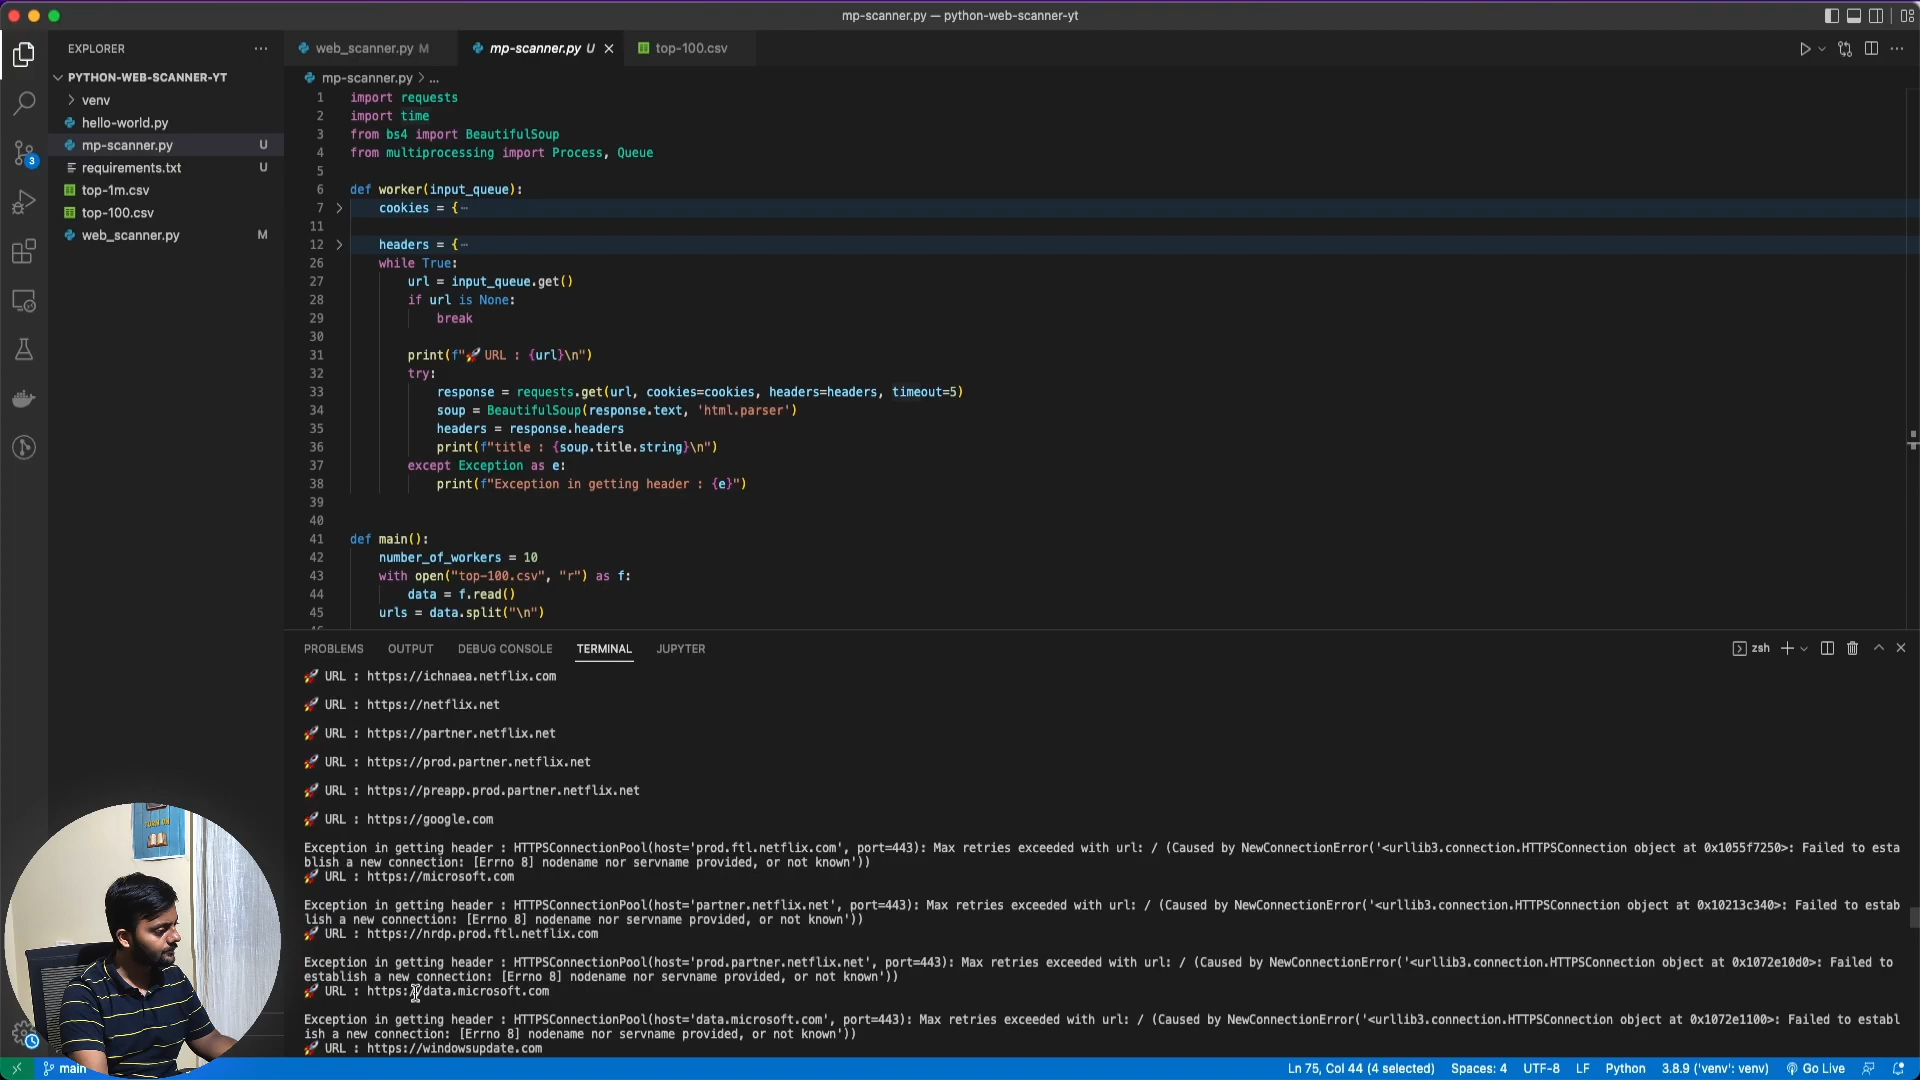 mp-scanner.py — python-web-scanner-yt
EXPLORER
web_scanner.py M
mp-scanner.py U
top-100.csv
PYTHON-WEB-SCANNER-YT
venv
hello-world.py
mp-scanner.py U
requirements.txt U
top-1m.csv
top-100.csv
web_scanner.py M
3
mp-scanner.py > ...
1 import requests
2 import time
3 from bs4 import BeautifulSoup
4 from multiprocessing import Process, Queue
5
6 def worker(input_queue):
7 cookies = {⋯
11
12 headers = {⋯
26 while True:
27 url = input_queue.get()
28 if url is None:
29 break
30
31 print(f"🚀 URL : {url}\n")
32 try:
33 response = requests.get(url, cookies=cookies, headers=headers, timeout=5)
34 soup = BeautifulSoup(response.text, 'html.parser')
35 headers = response.headers
36 print(f"title : {soup.title.string}\n")
37 except Exception as e:
38 print(f"Exception in getting header : {e}")
39
40
41 def main():
42 number_of_workers = 10
43 with open("top-100.csv", "r") as f:
44 data = f.read()
45 urls = data.split("\n")
PROBLEMS OUTPUT DEBUG CONSOLE TERMINAL JUPYTER
zsh
🚀 URL : https://ichnaea.netflix.com
🚀 URL : https://netflix.net
🚀 URL : https://partner.netflix.net
🚀 URL : https://prod.partner.netflix.net
🚀 URL : https://preapp.prod.partner.netflix.net
🚀 URL : https://google.com
Exception in getting header : HTTPSConnectionPool(host='prod.ftl.netflix.com', port=443): Max retries exceeded with url: / (Caused by NewConnectionError('<urllib3.connection.HTTPSConnection object at 0x1055f7250>: Failed to esta
blish a new connection: [Errno 8] nodename nor servname provided, or not known'))
🚀 URL : https://microsoft.com
Exception in getting header : HTTPSConnectionPool(host='partner.netflix.net', port=443): Max retries exceeded with url: / (Caused by NewConnectionError('<urllib3.connection.HTTPSConnection object at 0x10213c340>: Failed to estab
lish a new connection: [Errno 8] nodename nor servname provided, or not known'))
🚀 URL : https://nrdp.prod.ftl.netflix.com
Exception in getting header : HTTPSConnectionPool(host='prod.partner.netflix.net', port=443): Max retries exceeded with url: / (Caused by NewConnectionError('<urllib3.connection.HTTPSConnection object at 0x1072e10d0>: Failed to
establish a new connection: [Errno 8] nodename nor servname provided, or not known'))
🚀 URL : https://data.microsoft.com
Exception in getting header : HTTPSConnectionPool(host='data.microsoft.com', port=443): Max retries exceeded with url: / (Caused by NewConnectionError('<urllib3.connection.HTTPSConnection object at 0x1072e1100>: Failed to establ
ish a new connection: [Errno 8] nodename nor servname provided, or not known'))
🚀 URL : https://windowsupdate.com
TURN ON
main
Ln 75, Col 44 (4 selected) Spaces: 4 UTF-8 LF Python 3.8.9 ('venv': venv) Go Live